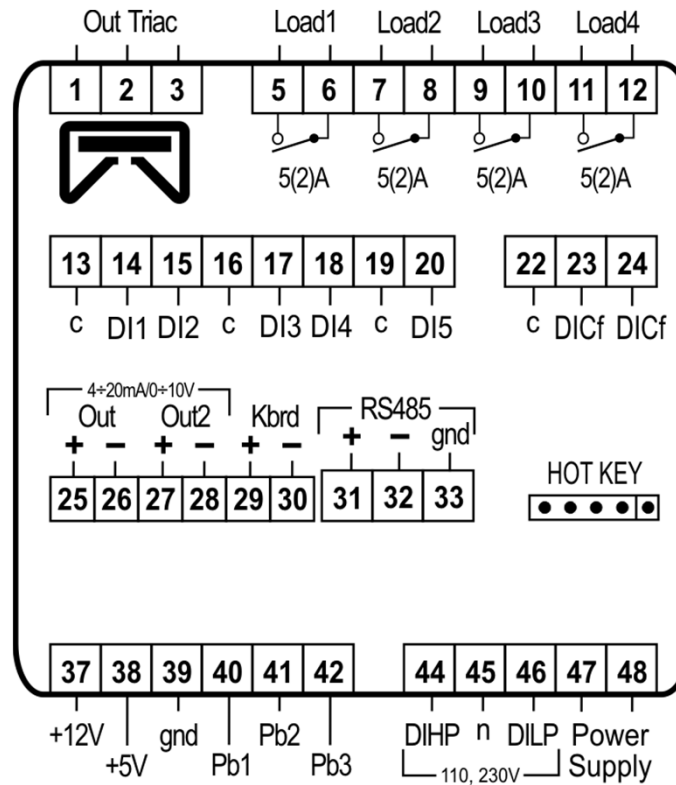 Out Triac Load1 Load2 Load3 Load4
1 2 3 5 6 7 8 9 10 11 12
5(2)A 5(2)A 5(2)A 5(2)A
13 14 15 16 17 18 19 20 22 23 24
c DI1 DI2 c DI3 DI4 c DI5 c DICf DICf
4÷20mA/0÷10V
Out Out2 Kbrd RS485
+ − + − + − + − gnd
HOT KEY
25 26 27 28 29 30 31 32 33
37 38 39 40 41 42 44 45 46 47 48
+12V gnd Pb2 DIHP n DILP Power
+5V Pb1 Pb3 110, 230V Supply